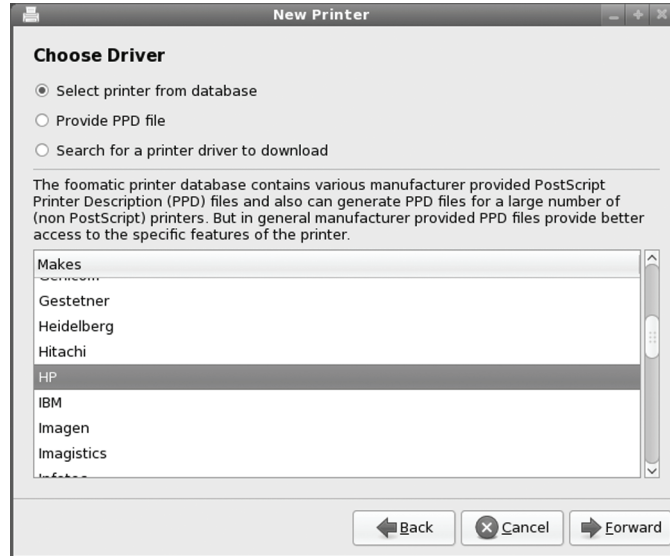 New Printer
Choose Driver
Select printer from database
Provide PPD file
Search for a printer driver to download
The foomatic printer database contains various manufacturer provided PostScript
Printer Description (PPD) files and also can generate PPD files for a large number of
(non PostScript) printers. But in general manufacturer provided PPD files provide better
access to the specific features of the printer.
Makes
Gestetner
Heidelberg
Hitachi
HP
IBM
Imagen
Imagistics
Back Cancel Forward